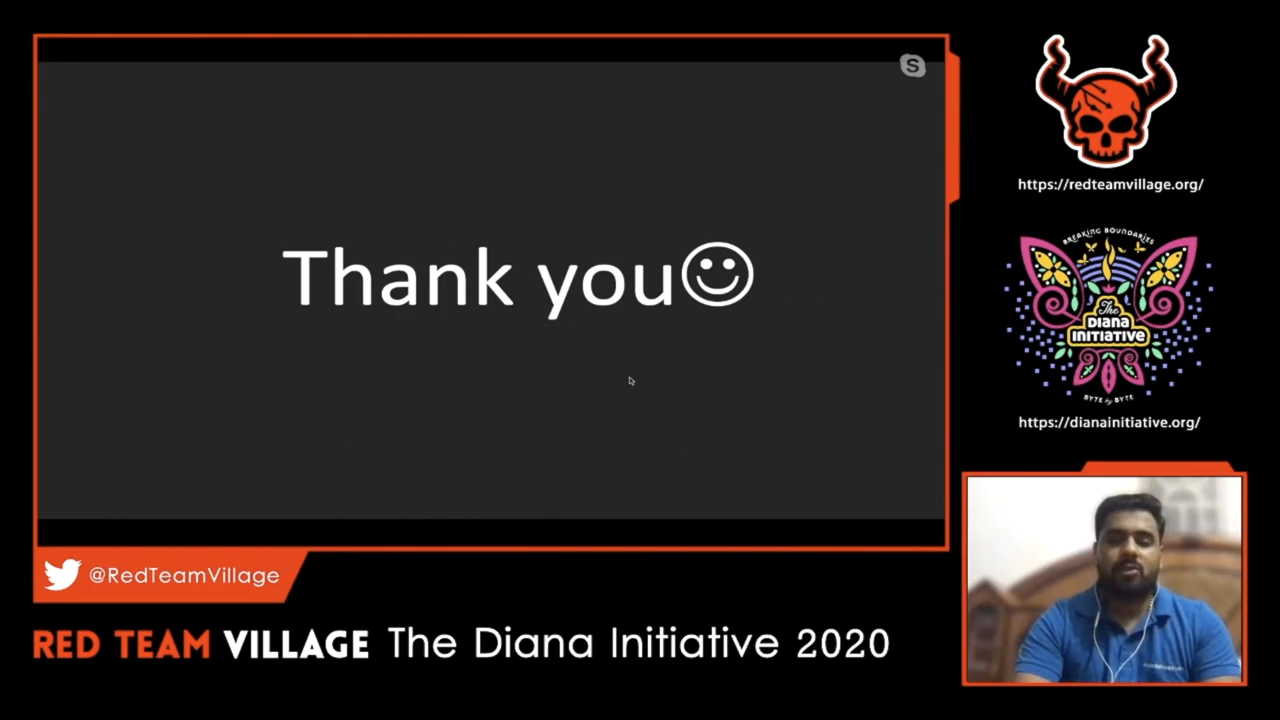 S
Thank you☺
https://redteamvillage.org/
BREAKING BOUNDARIES
The
DIANA
INITIATIVE
BYTE by BYTE
https://dianainitiative.org/
@RedTeamVillage
RED TEAM VILLAGE The Diana Initiative 2020